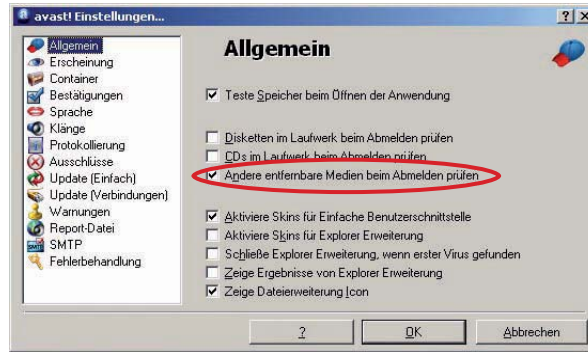 avast! Einstellungen...
Allgemein
Erscheinung
Container
Bestätigungen
Sprache
Klänge
Protokollierung
Ausschlüsse
Update (Einfach)
Update (Verbindungen)
Warnungen
Report-Datei
SMTP
Fehlerbehandlung
Allgemein
Teste Speicher beim Öffnen der Anwendung
Disketten im Laufwerk beim Abmelden prüfen
CDs im Laufwerk beim Abmelden prüfen
Andere entfernbare Medien beim Abmelden prüfen
Aktiviere Skins für Einfache Benutzerschnittstelle
Aktiviere Skins für Explorer Erweiterung
Schließe Explorer Erweiterung, wenn erster Virus gefunden
Zeige Ergebnisse von Explorer Erweiterung
Zeige Dateierweiterung Icon
? OK Abbrechen